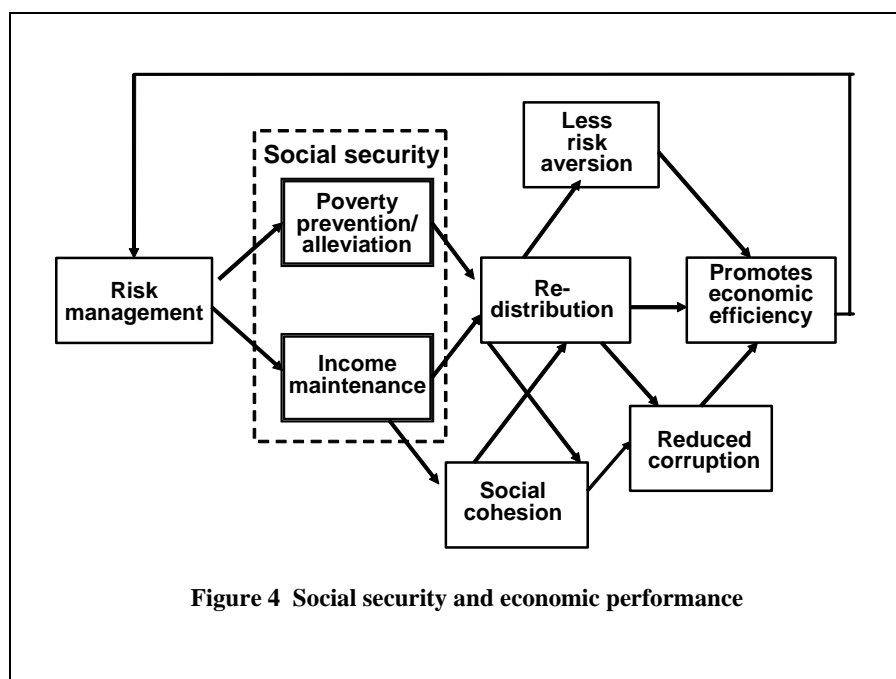 Less
risk
aversion
Social security
Poverty
prevention/
alleviation
Risk
management
Re-
distribution
Promotes
economic
efficiency
Income
maintenance
Reduced
corruption
Social
cohesion
Figure 4 Social security and economic performance